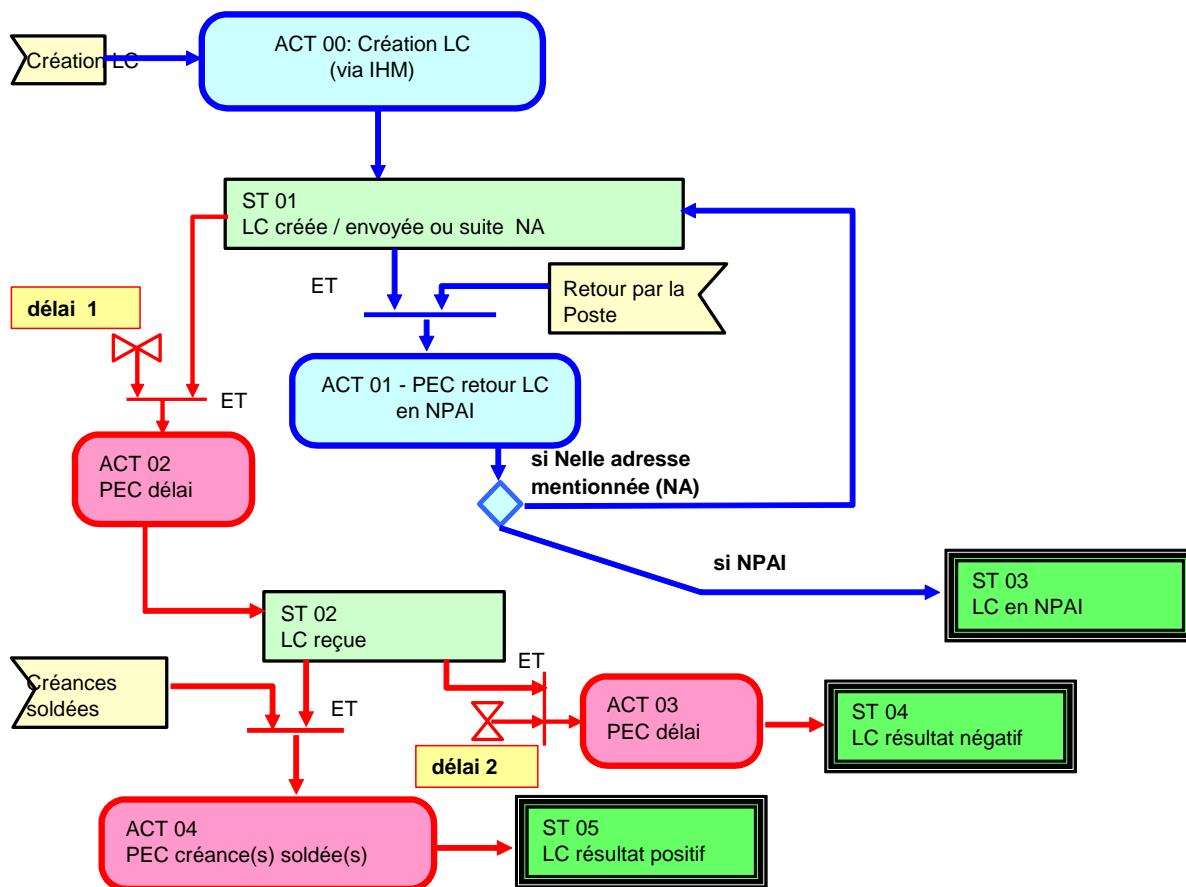 ACT 00: Création LC
(via IHM)
Création LC
ST 01
LC créée / envoyée ou suite NA
ET
Retour par la
Poste
délai 1
ACT 01 - PEC retour LC
en NPAI
ET
ACT 02
PEC délai
si Nelle adresse
mentionnée (NA)
si NPAI
ST 03
LC en NPAI
ST 02
LC reçue
ET
Créances
soldées
ET
ACT 03
PEC délai
ST 04
LC résultat négatif
délai 2
ACT 04
PEC créance(s) soldée(s)
ST 05
LC résultat positif